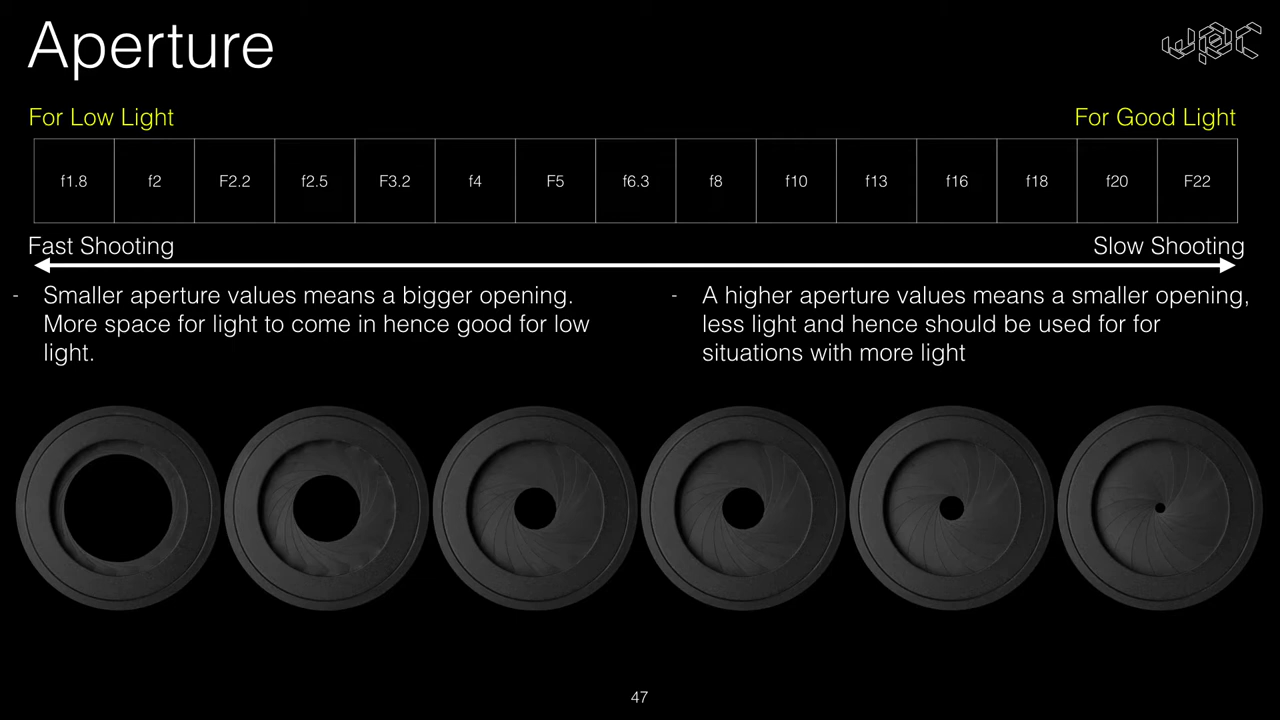 Aperture
wpc
For Low Light
For Good Light
f1.8 f2 F2.2 f2.5 F3.2 f4 F5 f6.3 f8 f10 f13 f16 f18 f20 F22
Fast Shooting
Slow Shooting
- Smaller aperture values means a bigger opening.
More space for light to come in hence good for low
light.
- A higher aperture values means a smaller opening,
less light and hence should be used for for
situations with more light
47